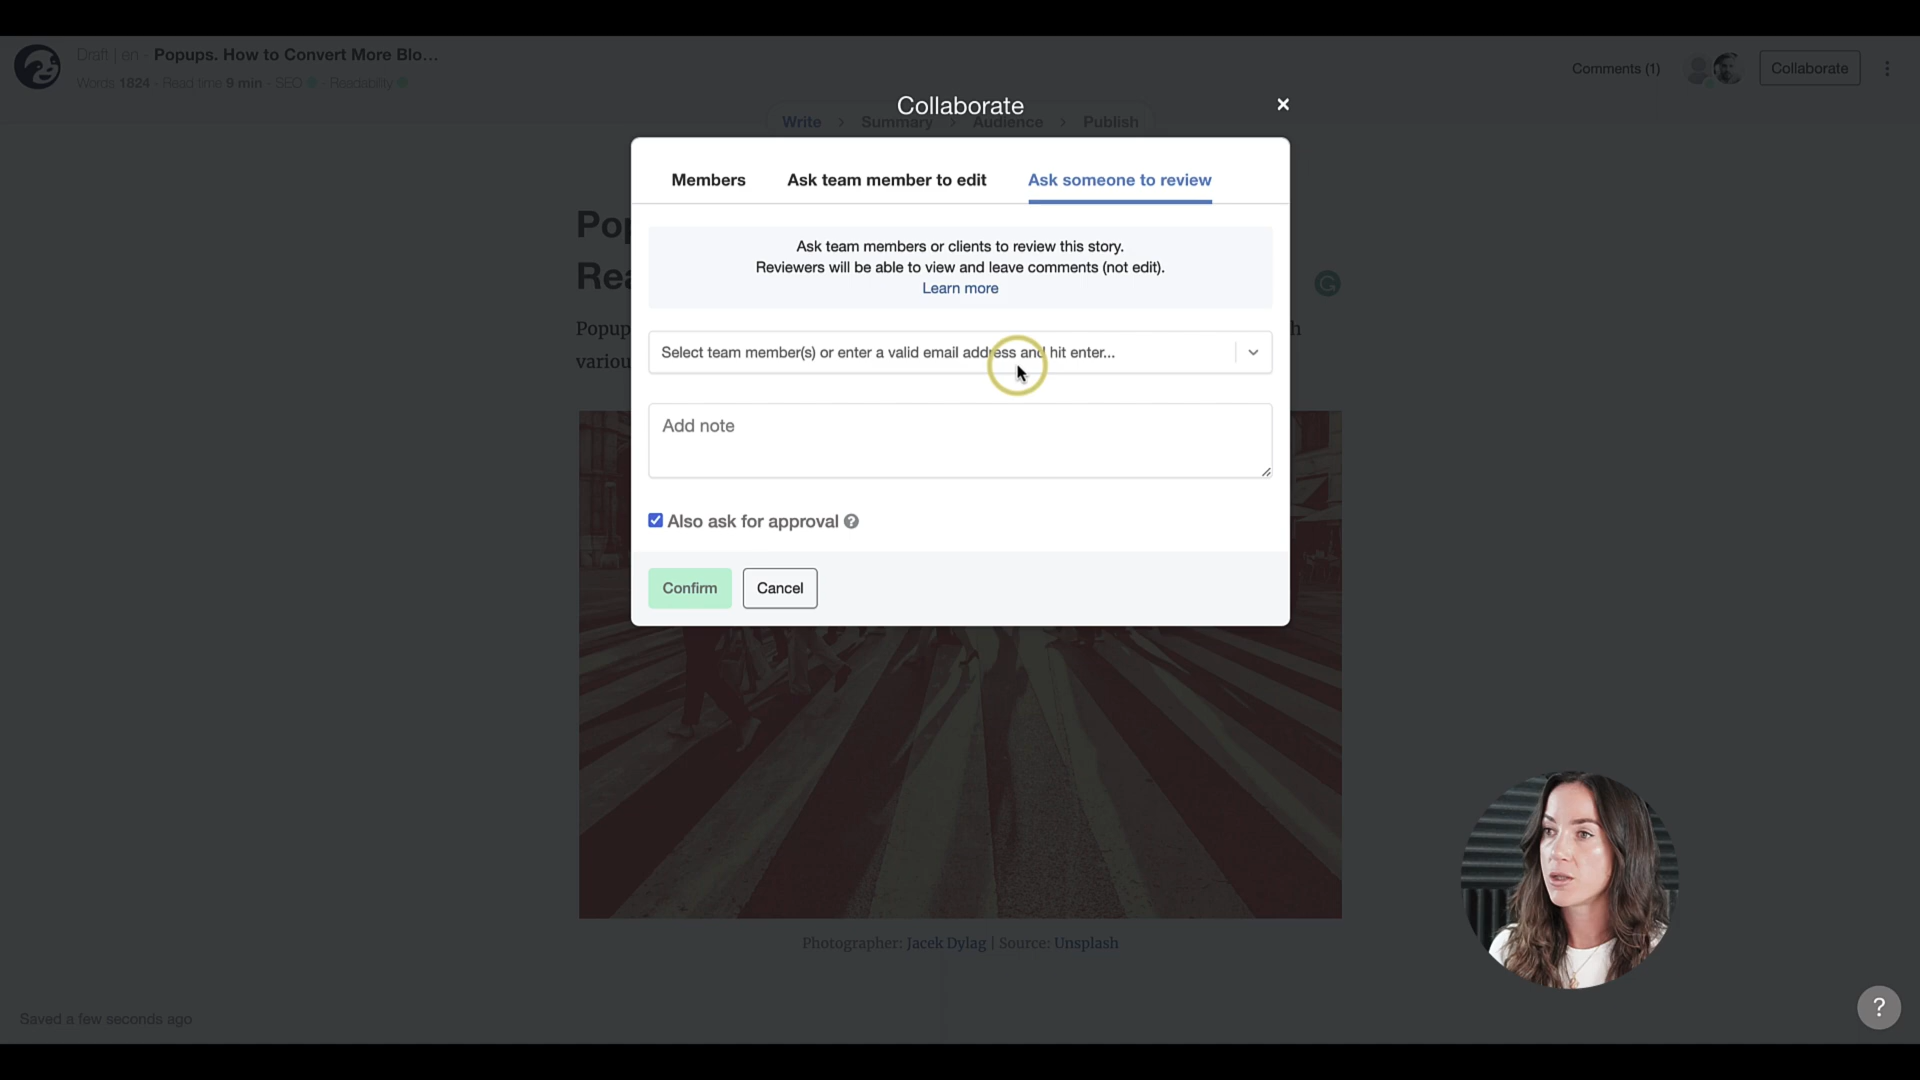 Draft | en - Popups. How to Convert More Blo...
Words 1824 - Read time 9 min - SEO - Readability
Comments (1)
Collaborate
Collaborate
Write > Summary > Audience > Publish
Members
Ask team member to edit
Ask someone to review
Ask team members or clients to review this story.
Reviewers will be able to view and leave comments (not edit).
Learn more
Select team member(s) or enter a valid email address and hit enter...
Add note
Also ask for approval ?
Confirm
Cancel
Photographer: Jacek Dylag | Source: Unsplash
Saved a few seconds ago
?